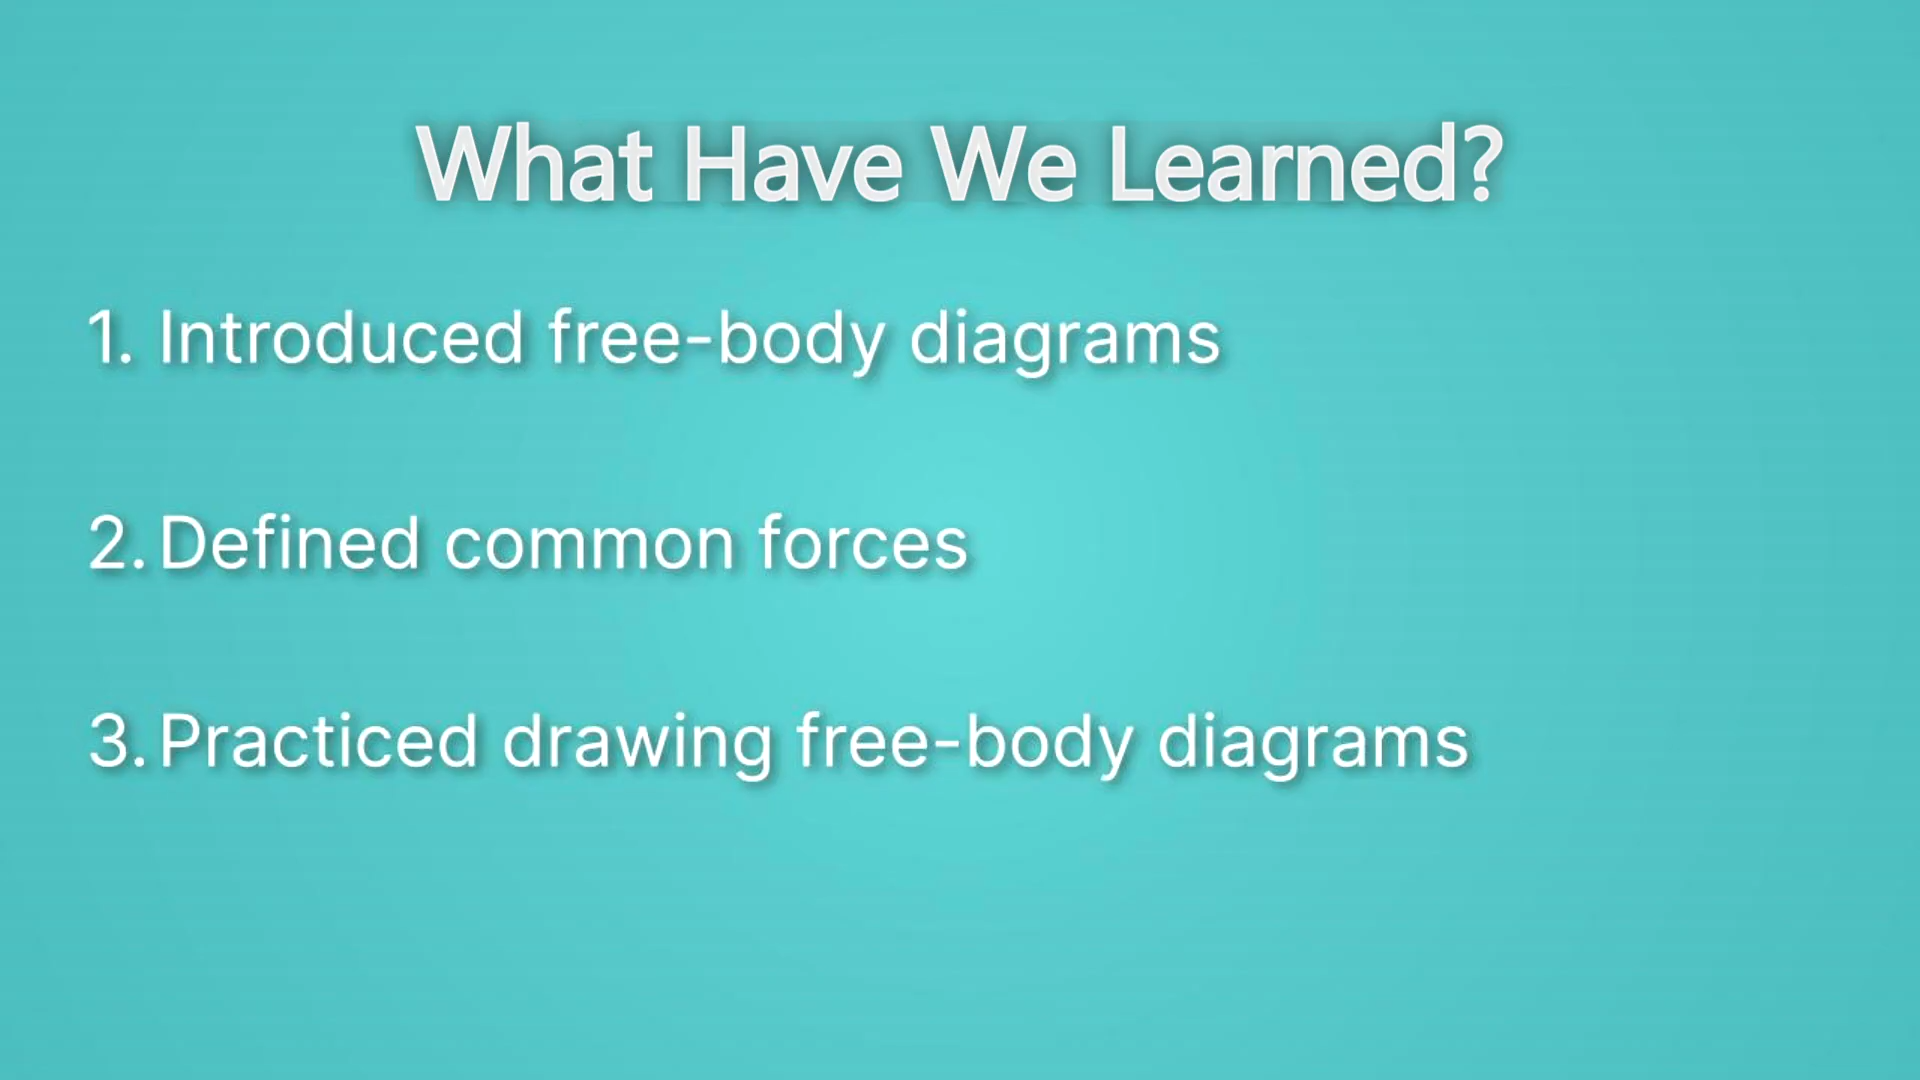 What Have We Learned?
1. Introduced free-body diagrams
2. Defined common forces
3. Practiced drawing free-body diagrams